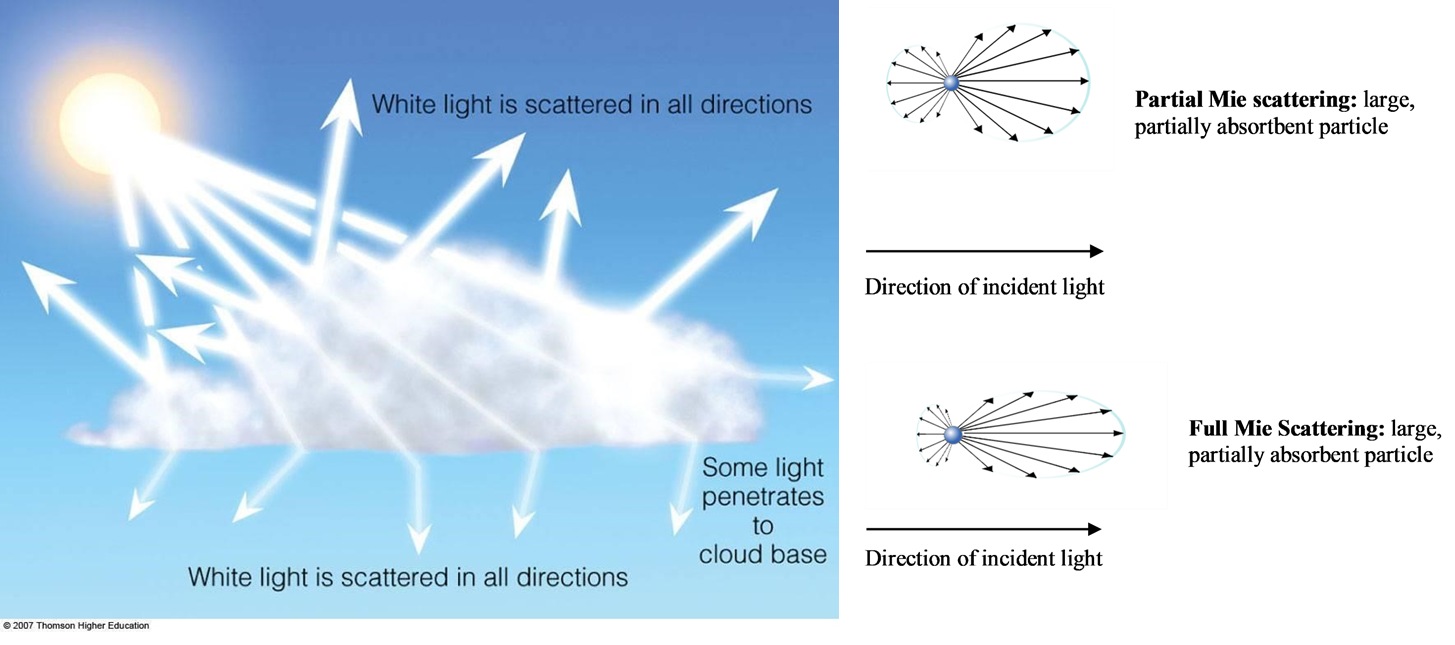 White light is scattered in all directions
Some light
penetrates
to
cloud base
White light is scattered in all directions
© 2007 Thomson Higher Education
Partial Mie scattering: large,
partially absortbent particle
Direction of incident light
Full Mie Scattering: large,
partially absorbent particle
Direction of incident light